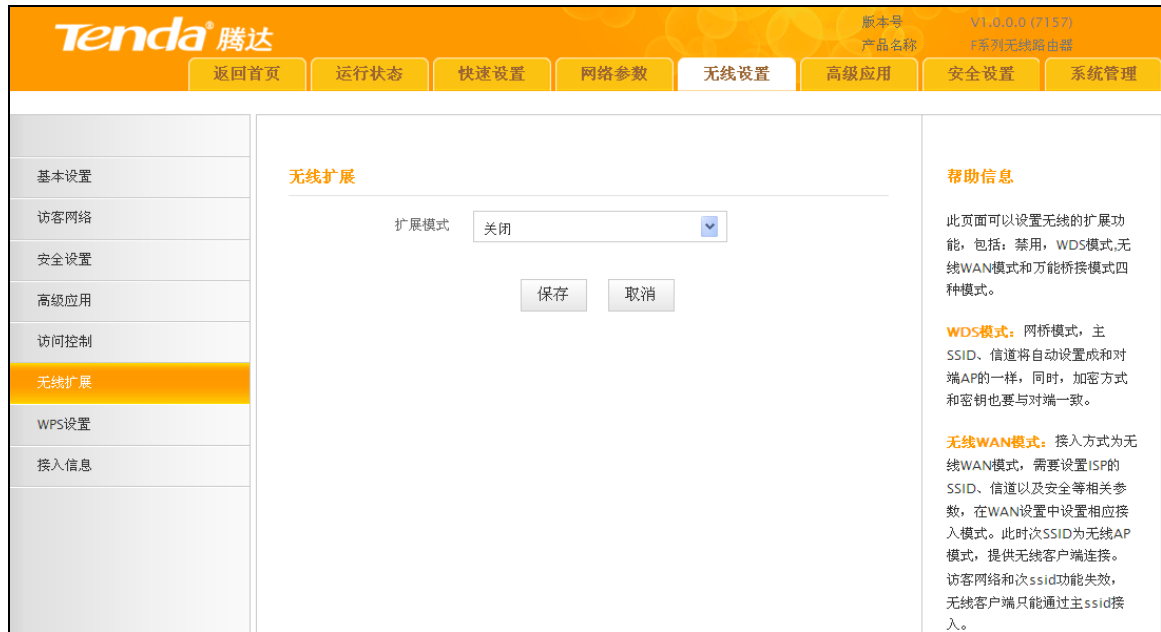 Tenda 腾达
版本号 V1.0.0.0 (7157)
产品名称 F系列无线路由器
返回首页 运行状态 快速设置 网络参数 无线设置 高级应用 安全设置 系统管理
基本设置
访客网络
安全设置
高级应用
访问控制
无线扩展
WPS设置
接入信息
无线扩展
扩展模式 关闭
保存 取消
帮助信息
此页面可以设置无线的扩展功
能，包括：禁用，WDS模式,无
线WAN模式和万能桥接模式四
种模式。
WDS模式：网桥模式，主
SSID、信道将自动设置成和对
端AP的一样，同时，加密方式
和密钥也要与对端一致。
无线WAN模式：接入方式为无
线WAN模式，需要设置ISP的
SSID、信道以及安全等相关参
数，在WAN设置中设置相应接
入模式。此时次SSID为无线AP
模式，提供无线客户端连接。
访客网络和次ssid功能失效，
无线客户端只能通过主ssid接
入。